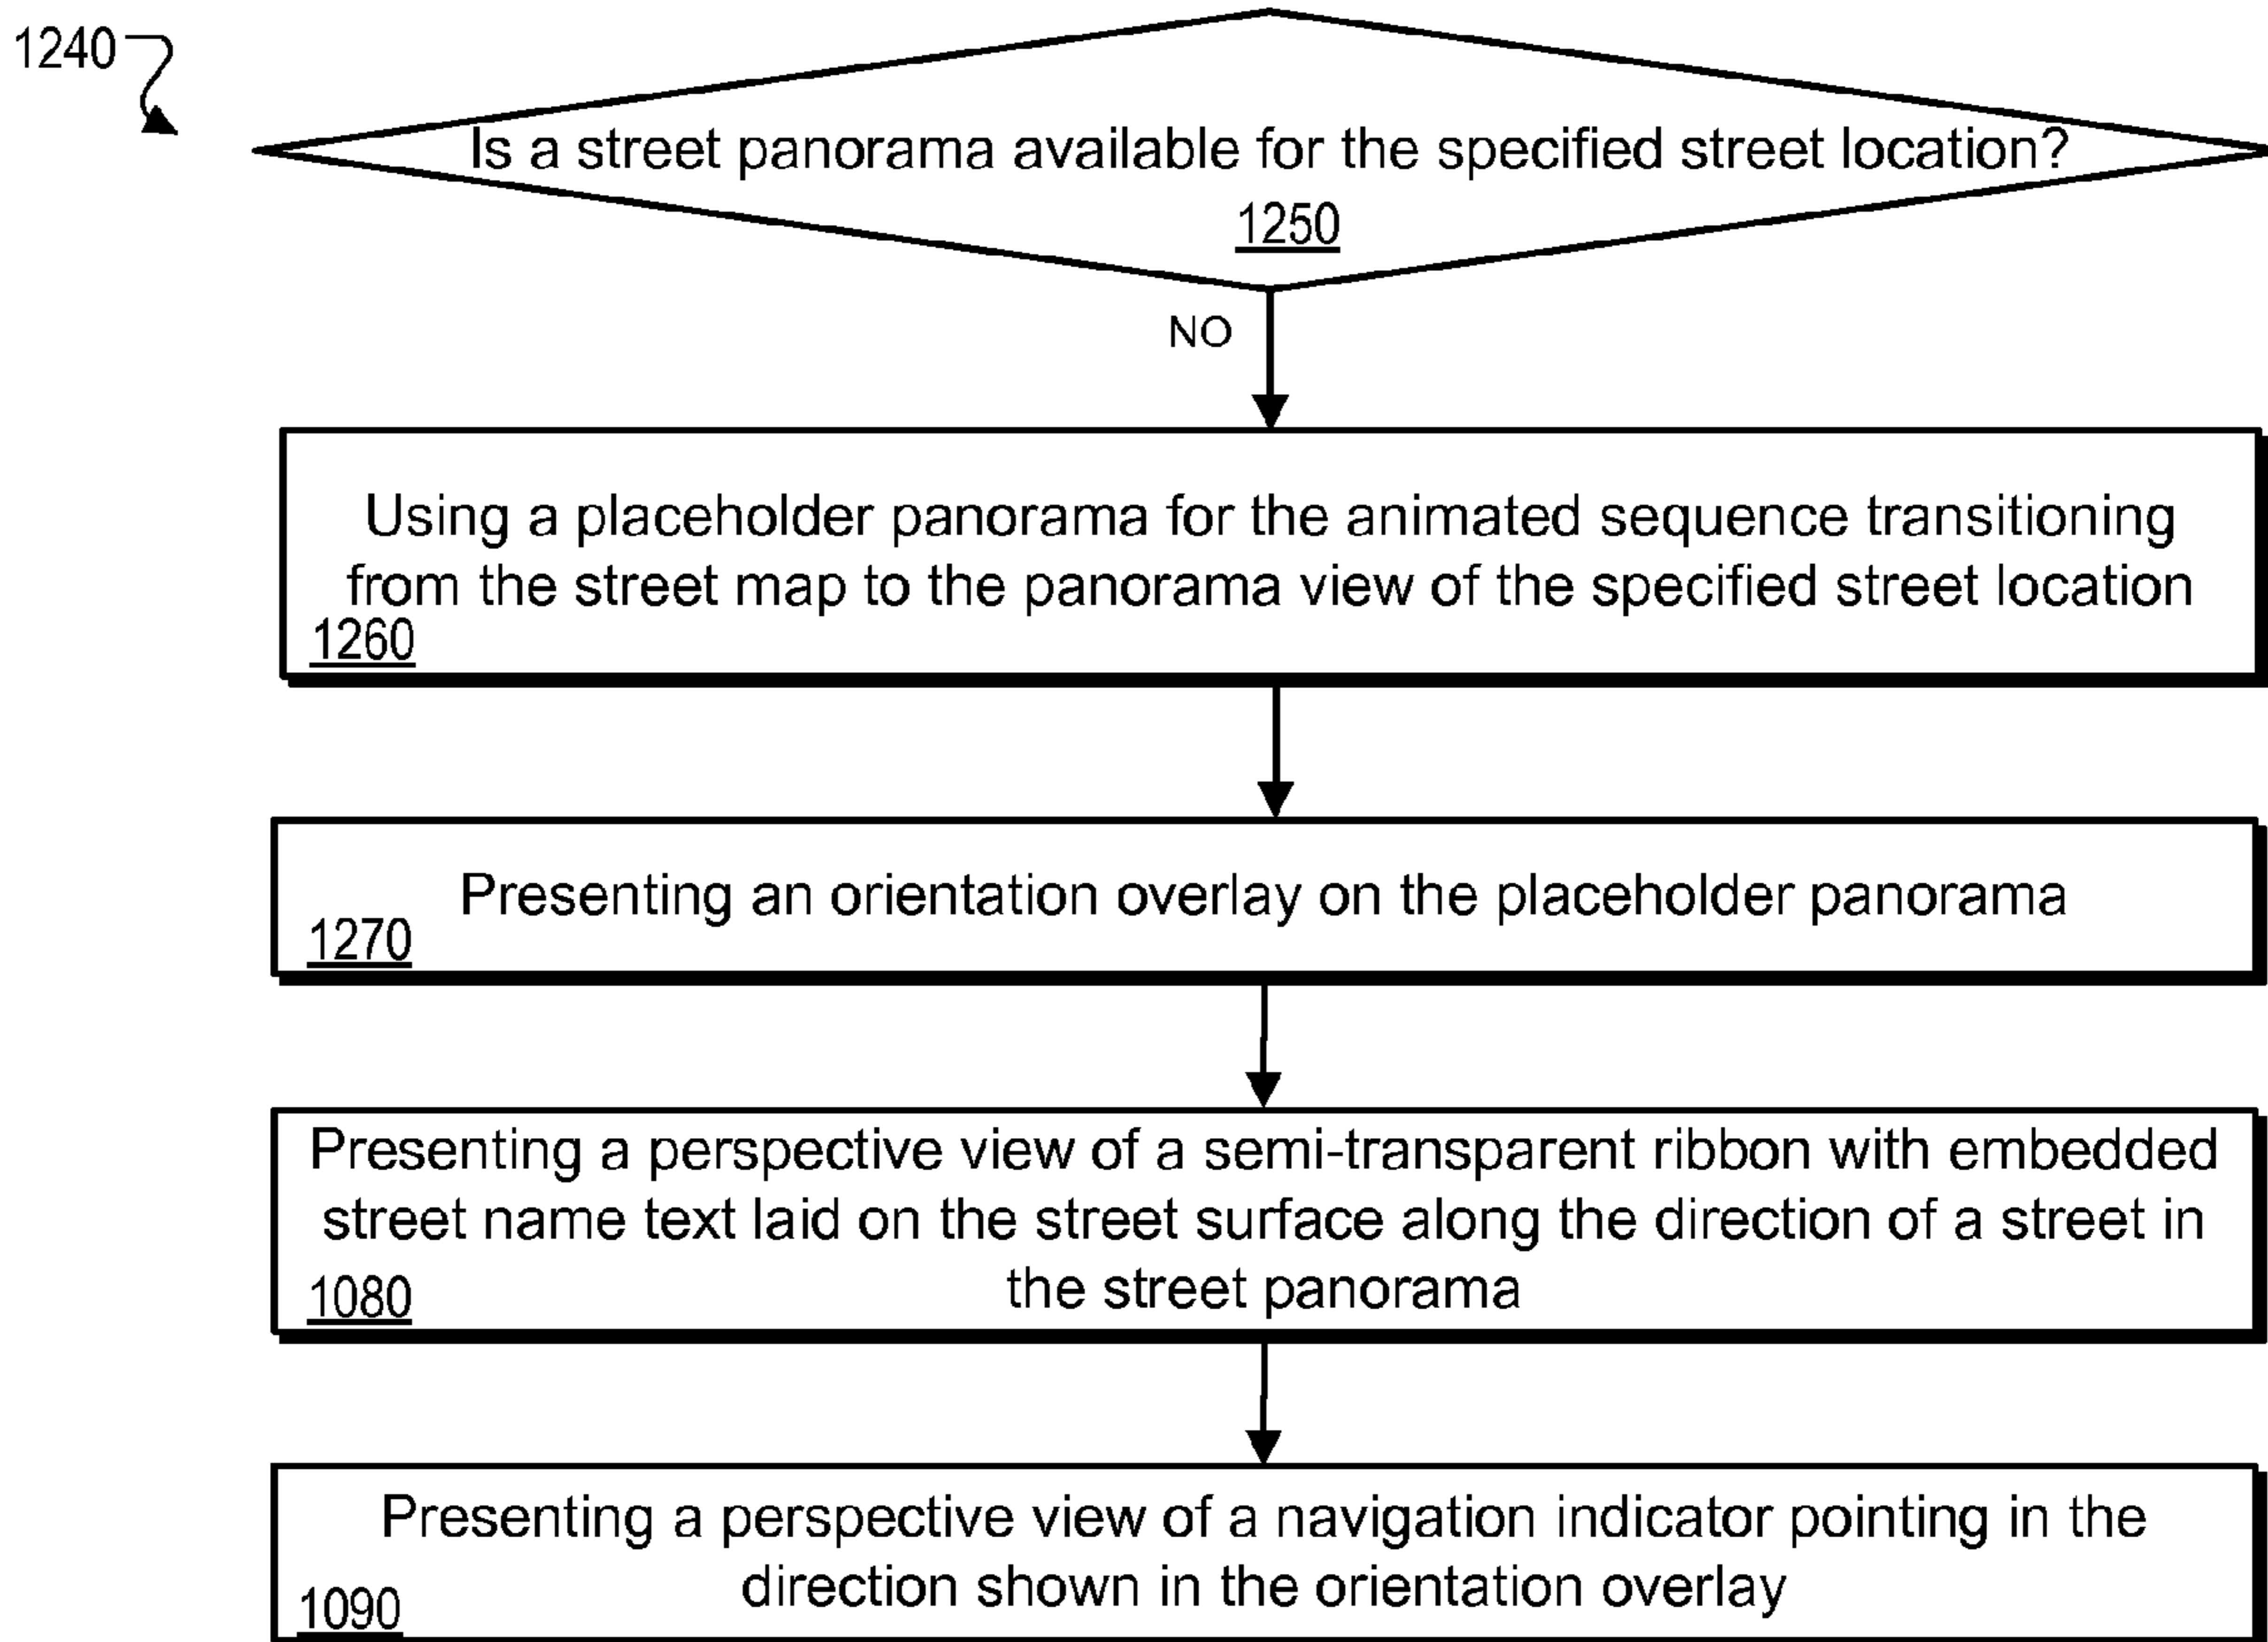 1240
Is a street panorama available for the specified street location?
1250
NO
Using a placeholder panorama for the animated sequence transitioning
from the street map to the panorama view of the specified street location
1260
Presenting an orientation overlay on the placeholder panorama
1270
Presenting a perspective view of a semi-transparent ribbon with embedded
street name text laid on the street surface along the direction of a street in
the street panorama
1080
Presenting a perspective view of a navigation indicator pointing in the
direction shown in the orientation overlay
1090